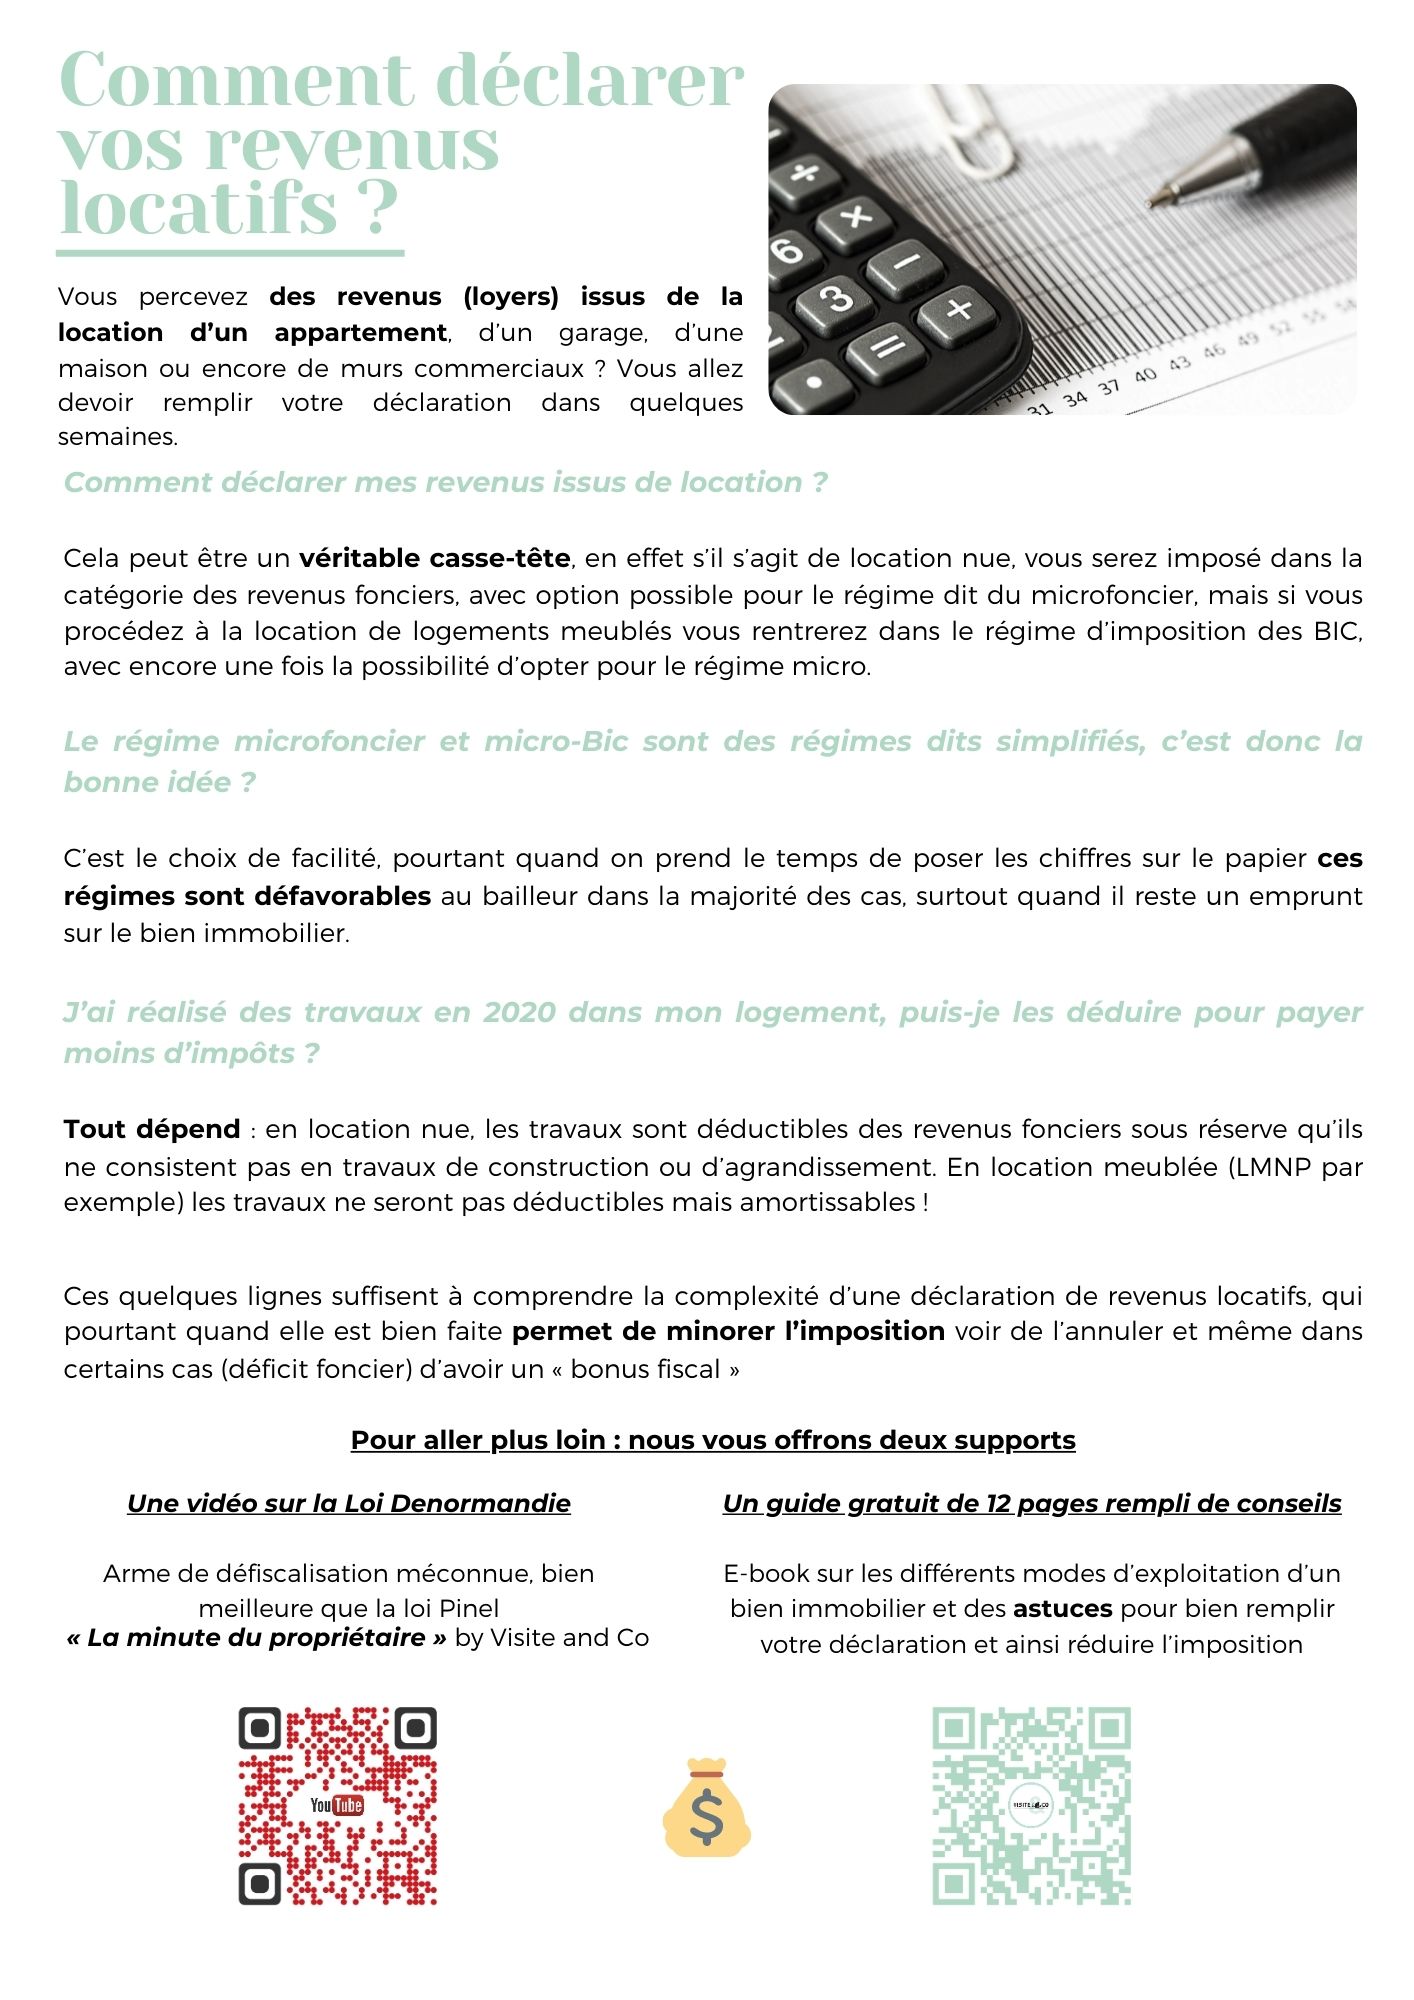 Comment déclarer
vos revenus
locatifs ?
Vous percevez des revenus (loyers) issus de la
location d’un appartement, d’un garage, d’une
maison ou encore de murs commerciaux ? Vous allez
devoir remplir votre déclaration dans quelques
semaines.
+
×
6
−
3
+
=
31 34 37 40 43 46 49 52 55 58
Comment déclarer mes revenus issus de location ?
Cela peut être un véritable casse-tête, en effet s’il s’agit de location nue, vous serez imposé dans la
catégorie des revenus fonciers, avec option possible pour le régime dit du microfoncier, mais si vous
procédez à la location de logements meublés vous rentrerez dans le régime d’imposition des BIC,
avec encore une fois la possibilité d’opter pour le régime micro.
Le régime microfoncier et micro-Bic sont des régimes dits simplifiés, c’est donc la
bonne idée ?
C’est le choix de facilité, pourtant quand on prend le temps de poser les chiffres sur le papier ces
régimes sont défavorables au bailleur dans la majorité des cas, surtout quand il reste un emprunt
sur le bien immobilier.
J’ai réalisé des travaux en 2020 dans mon logement, puis-je les déduire pour payer
moins d’impôts ?
Tout dépend : en location nue, les travaux sont déductibles des revenus fonciers sous réserve qu’ils
ne consistent pas en travaux de construction ou d’agrandissement. En location meublée (LMNP par
exemple) les travaux ne seront pas déductibles mais amortissables !
Ces quelques lignes suffisent à comprendre la complexité d’une déclaration de revenus locatifs, qui
pourtant quand elle est bien faite permet de minorer l’imposition voir de l’annuler et même dans
certains cas (déficit foncier) d’avoir un « bonus fiscal »
Pour aller plus loin : nous vous offrons deux supports
Une vidéo sur la Loi Denormandie
Arme de défiscalisation méconnue, bien
meilleure que la loi Pinel
« La minute du propriétaire » by Visite and Co
Un guide gratuit de 12 pages rempli de conseils
E-book sur les différents modes d’exploitation d’un
bien immobilier et des astuces pour bien remplir
votre déclaration et ainsi réduire l’imposition
YouTube
$
VISITE & CO